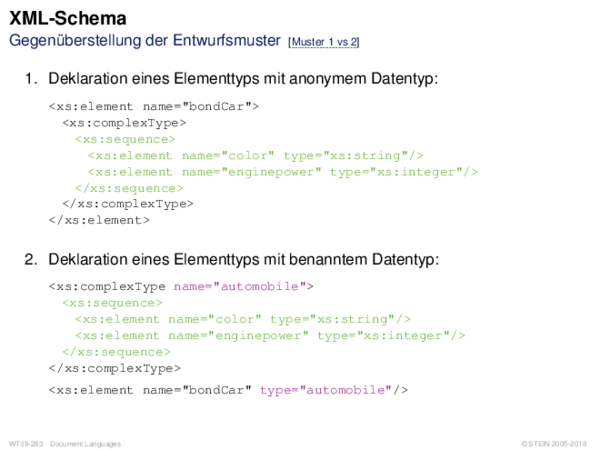 XML-Schema
Gegenüberstellung der Entwurfsmuster [Muster 1 vs 2]
1. Deklaration eines Elementtyps mit anonymem Datentyp:
<xs:element name="bondCar">
<xs:complexType>
<xs:sequence>
<xs:element name="color" type="xs:string"/>
<xs:element name="enginepower" type="xs:integer"/>
</xs:sequence>
</xs:complexType>
</xs:element>
2. Deklaration eines Elementtyps mit benanntem Datentyp:
<xs:complexType name="automobile">
<xs:sequence>
<xs:element name="color" type="xs:string"/>
<xs:element name="enginepower" type="xs:integer"/>
</xs:sequence>
</xs:complexType>
<xs:element name="bondCar" type="automobile"/>
WT:III-283 Document Languages © STEIN 2005-2018